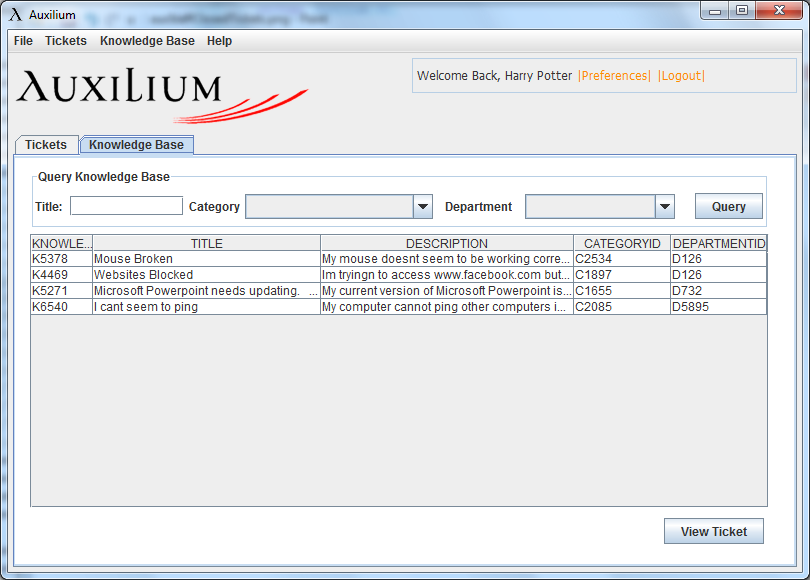 Auxilium
File Tickets Knowledge Base Help
AUXILIUM
Welcome Back, Harry Potter |Preferences| |Logout|
Tickets Knowledge Base
Query Knowledge Base
Title: Category Department Query
KNOWLE... TITLE DESCRIPTION CATEGORYID DEPARTMENTID
K5378 Mouse Broken My mouse doesnt seem to be working corre... C2534 D126
K4469 Websites Blocked Im tryingn to access www.facebook.com but... C1897 D126
K5271 Microsoft Powerpoint needs updating. ... My current version of Microsoft Powerpoint is... C1655 D732
K6540 I cant seem to ping My computer cannot ping other computers i... C2085 D5895
View Ticket